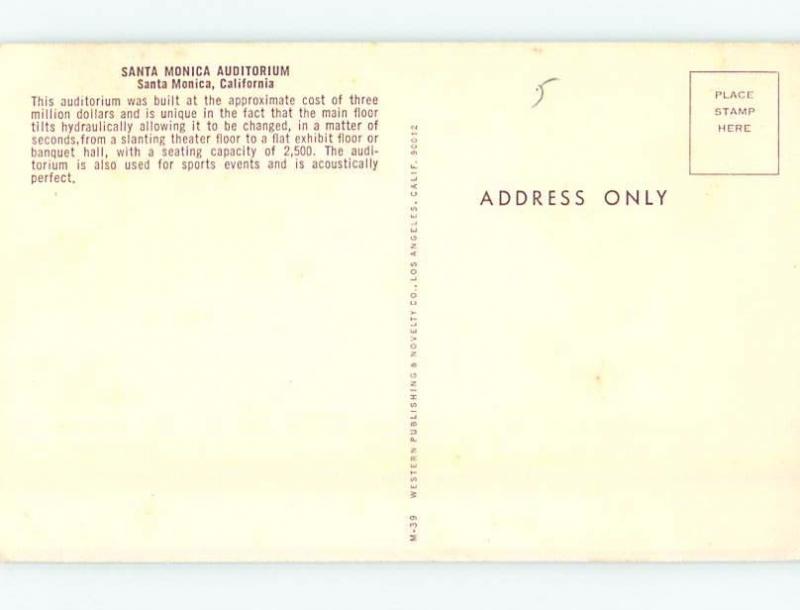 SANTA MONICA AUDITORIUM
Santa Monica, California
This auditorium was built at the approximate cost of three
million dollars and is unique in the fact that the main floor
tilts hydraulically allowing it to be changed, in a matter of
seconds,from a slanting theater floor to a flat exhibit floor or
banquet hall, with a seating capacity of 2,500. The audi-
torium is also used for sports events and is acoustically
perfect.
M-39 WESTERN PUBLISHING & NOVELTY CO., LOS ANGELES, CALIF. 90012
5
PLACE
STAMP
HERE
ADDRESS ONLY